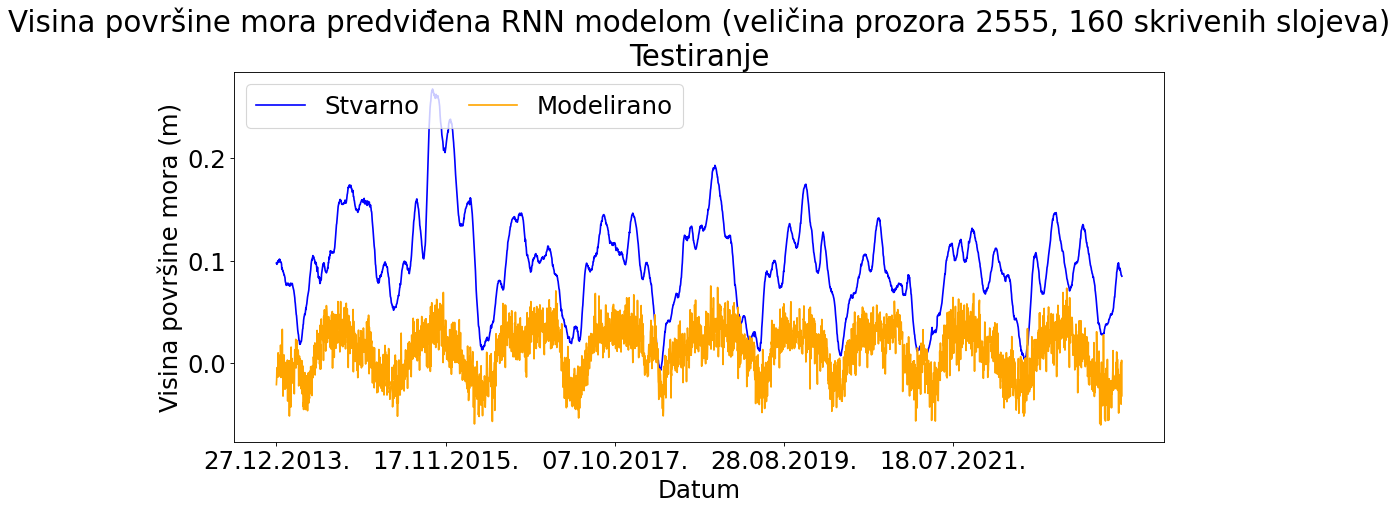 Visina površine mora predviđena RNN modelom (veličina prozora 2555, 160 skrivenih slojeva)
Testiranje
Stvarno
Modelirano
Visina površine mora (m)
0.2
0.1
0.0
27.12.2013.
17.11.2015.
07.10.2017.
28.08.2019.
18.07.2021.
Datum